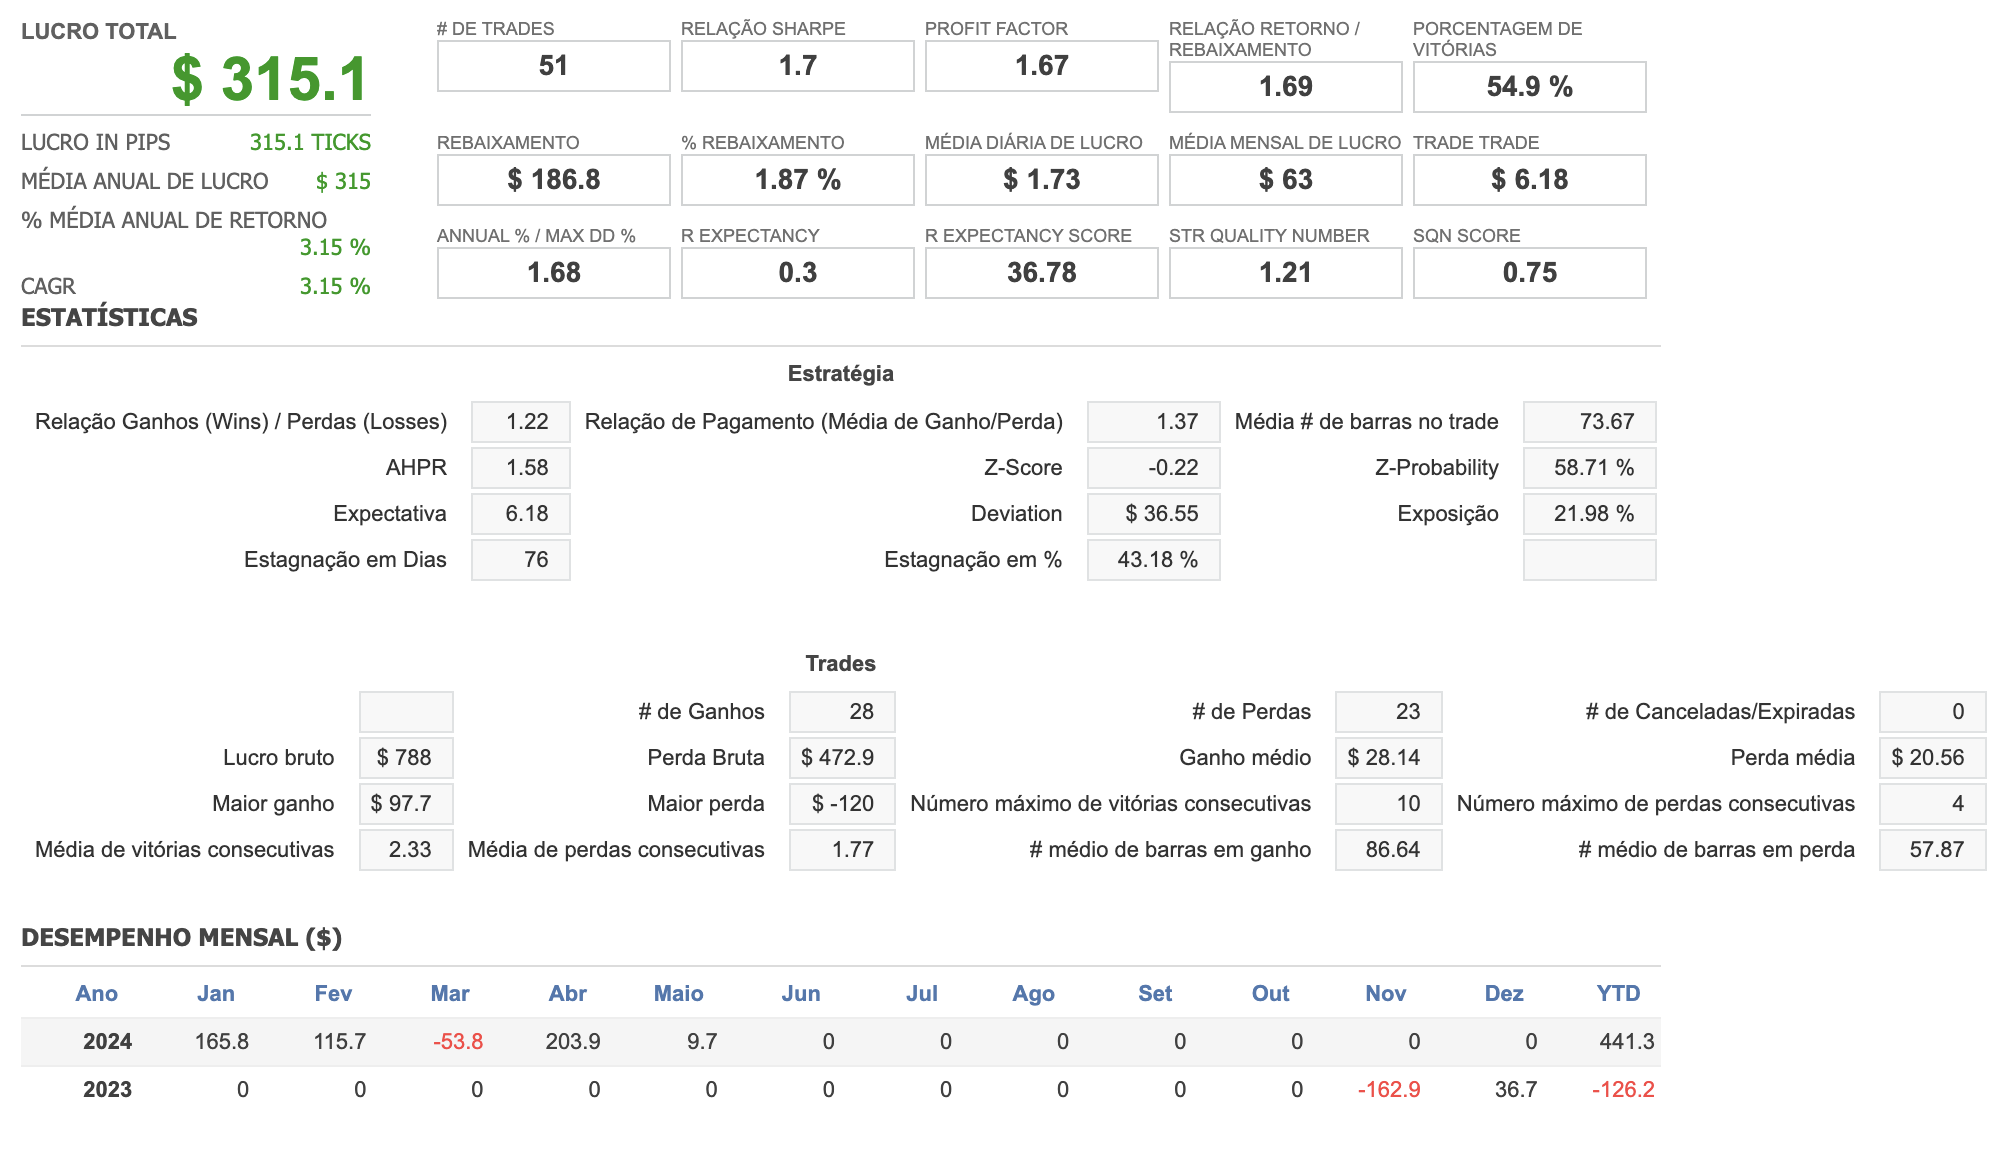 LUCRO TOTAL
$ 315.1
LUCRO IN PIPS 315.1 TICKS
MÉDIA ANUAL DE LUCRO $ 315
% MÉDIA ANUAL DE RETORNO
3.15 %
CAGR 3.15 %
# DE TRADES
51
RELAÇÃO SHARPE
1.7
PROFIT FACTOR
1.67
RELAÇÃO RETORNO /
REBAIXAMENTO
1.69
PORCENTAGEM DE
VITÓRIAS
54.9 %
REBAIXAMENTO
$ 186.8
% REBAIXAMENTO
1.87 %
MÉDIA DIÁRIA DE LUCRO
$ 1.73
MÉDIA MENSAL DE LUCRO
$ 63
TRADE TRADE
$ 6.18
ANNUAL % / MAX DD %
1.68
R EXPECTANCY
0.3
R EXPECTANCY SCORE
36.78
STR QUALITY NUMBER
1.21
SQN SCORE
0.75
ESTATÍSTICAS
Estratégia
Relação Ganhos (Wins) / Perdas (Losses) 1.22 Relação de Pagamento (Média de Ganho/Perda) 1.37 Média # de barras no trade 73.67
AHPR 1.58 Z-Score -0.22 Z-Probability 58.71 %
Expectativa 6.18 Deviation $ 36.55 Exposição 21.98 %
Estagnação em Dias 76 Estagnação em % 43.18 %
Trades
# de Ganhos 28 # de Perdas 23 # de Canceladas/Expiradas 0
Lucro bruto $ 788 Perda Bruta $ 472.9 Ganho médio $ 28.14 Perda média $ 20.56
Maior ganho $ 97.7 Maior perda $ -120 Número máximo de vitórias consecutivas 10 Número máximo de perdas consecutivas 4
Média de vitórias consecutivas 2.33 Média de perdas consecutivas 1.77 # médio de barras em ganho 86.64 # médio de barras em perda 57.87
DESEMPENHO MENSAL ($)
Ano Jan Fev Mar Abr Maio Jun Jul Ago Set Out Nov Dez YTD
2024 165.8 115.7 -53.8 203.9 9.7 0 0 0 0 0 0 0 441.3
2023 0 0 0 0 0 0 0 0 0 0 -162.9 36.7 -126.2